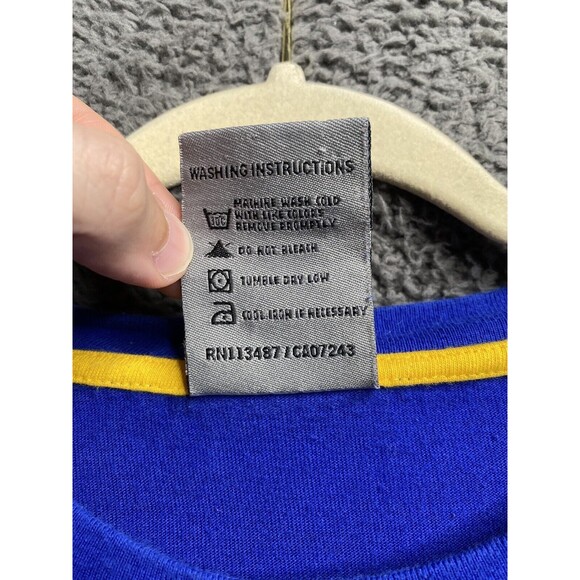 WASHING INSTRUCTIONS
MACHINE WASH COLD
WITH LIKE COLORS
REMOVE PROMPTLY
DO NOT BLEACH
TUMBLE DRY LOW
COOL IRON IF NECESSARY
RN113487 / CA07243